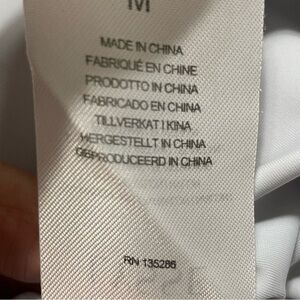 M
MADE IN CHINA
FABRIQUÉ EN CHINE
PRODOTTO IN CHINA
FABRICADO EN CHINA
TILLVERKAT I KINA
HERGESTELLT IN CHINA
GEPRODUCEERD IN CHINA
RN 135286